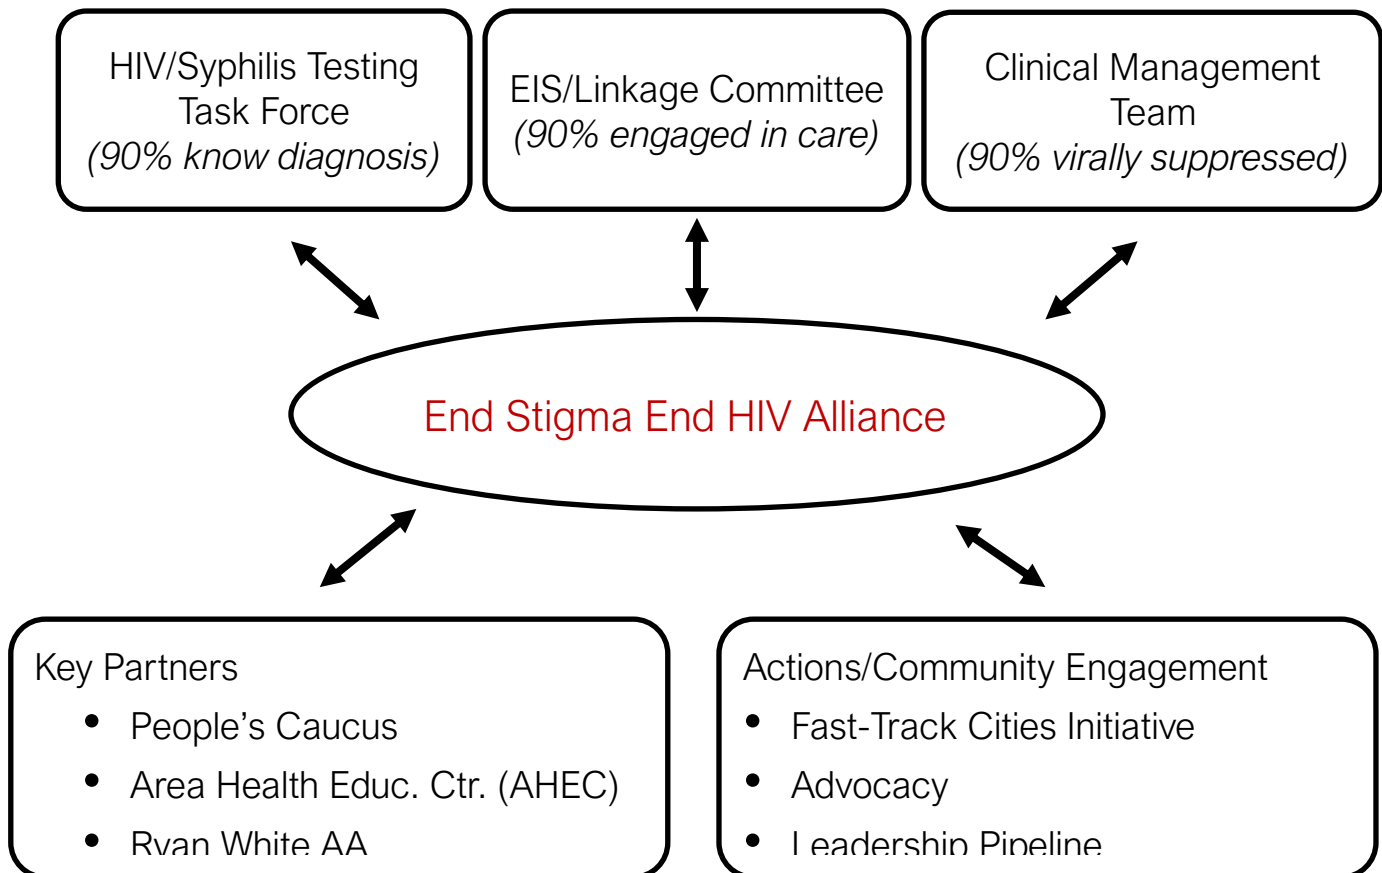 HIV/Syphilis Testing
Task Force
(90% know diagnosis)
EIS/Linkage Committee
(90% engaged in care)
Clinical Management
Team
(90% virally suppressed)
End Stigma End HIV Alliance
Key Partners
• People’s Caucus
• Area Health Educ. Ctr. (AHEC)
• Ryan White AA
Actions/Community Engagement
• Fast-Track Cities Initiative
• Advocacy
• Leadership Pipeline